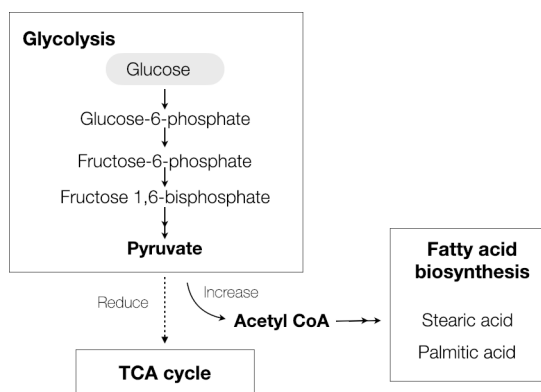 Glycolysis
Glucose
Glucose-6-phosphate
Fructose-6-phosphate
Fructose 1,6-bisphosphate
Pyruvate
Reduce
Increase
Acetyl CoA
TCA cycle
Fatty acid
biosynthesis
Stearic acid
Palmitic acid